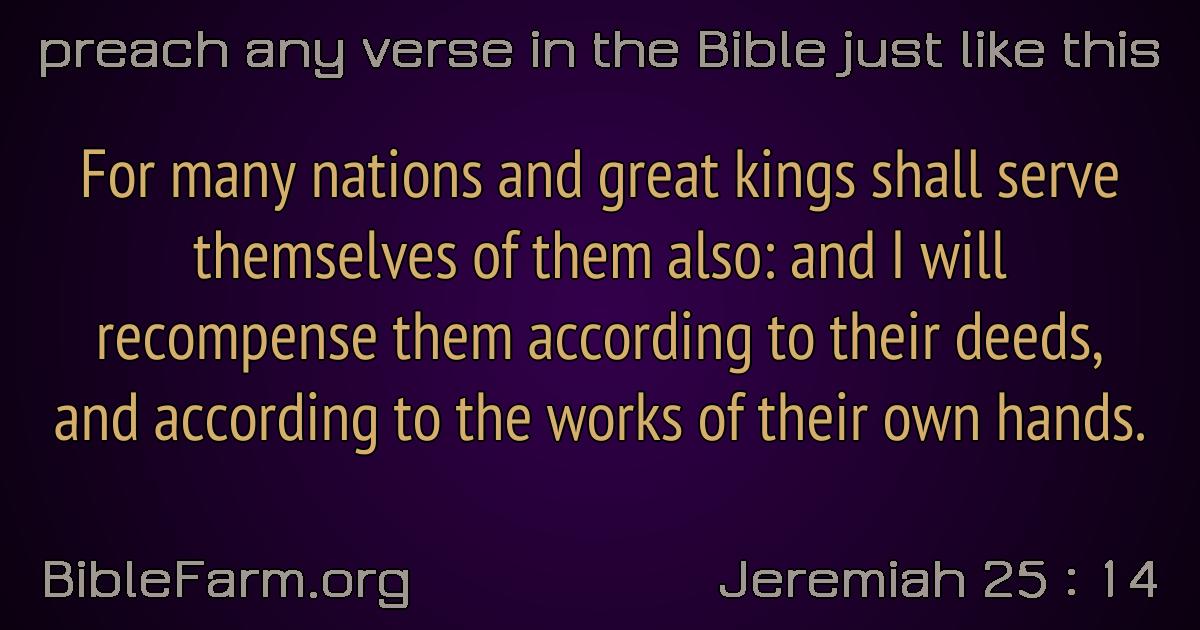 preach any verse in the Bible just like this
For many nations and great kings shall serve
themselves of them also: and I will
recompense them according to their deeds,
and according to the works of their own hands.
BibleFarm.org
Jeremiah 25 : 14